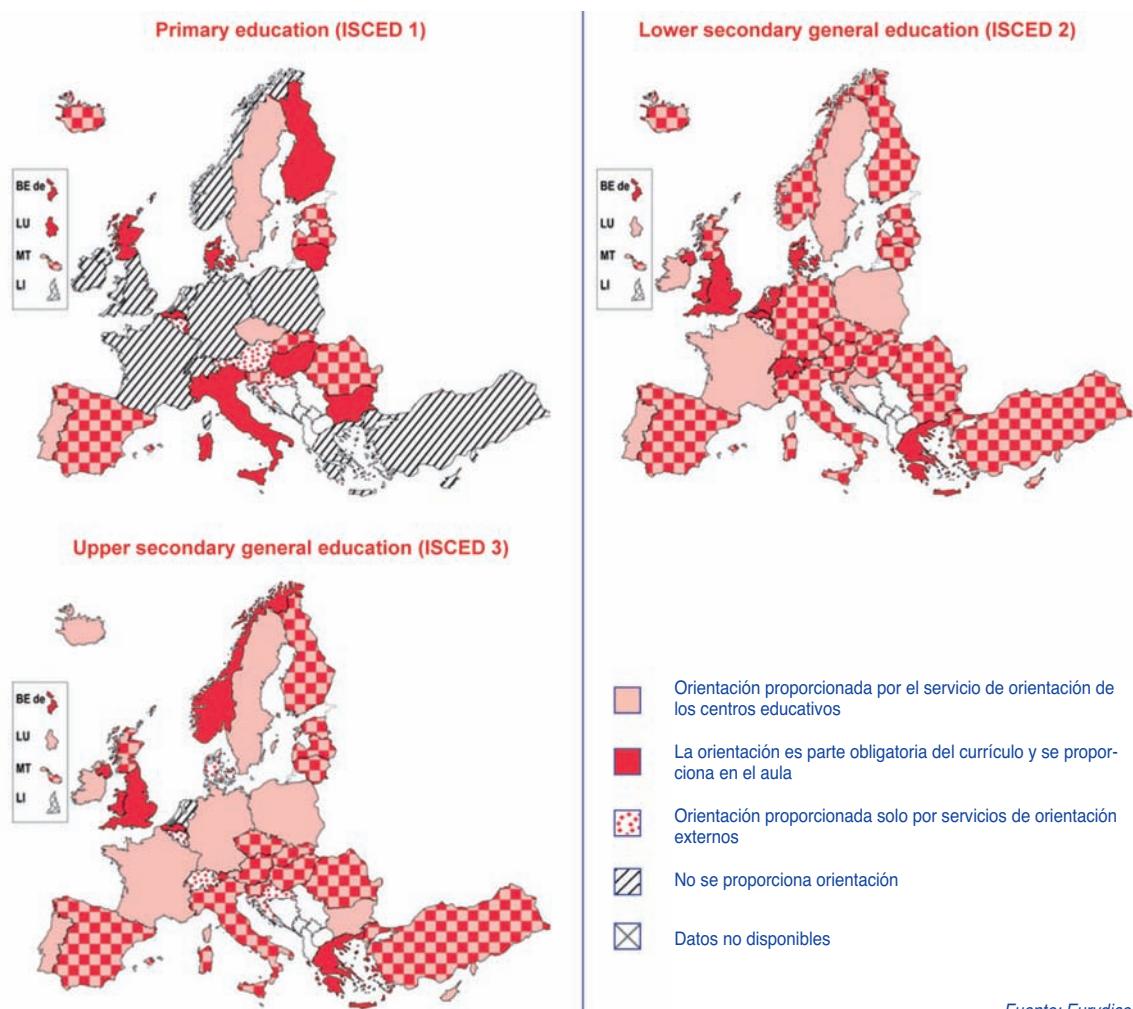 Primary education (ISCED 1)
BE de
LU
MT
LI
Lower secondary general education (ISCED 2)
BE de
LU
MT
LI
Upper secondary general education (ISCED 3)
BE de
LU
MT
LI
Orientación proporcionada por el servicio de orientación de
los centros educativos
La orientación es parte obligatoria del currículo y se propor-
ciona en el aula
Orientación proporcionada solo por servicios de orientación
externos
No se proporciona orientación
Datos no disponibles
Fuente: Eurydice